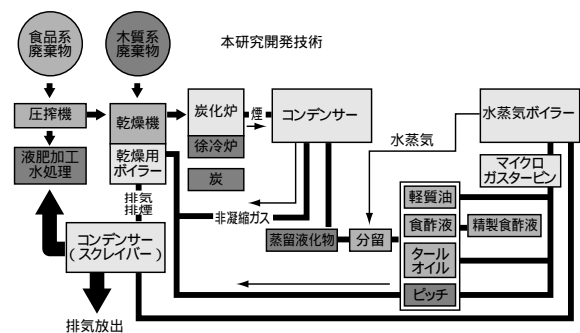 食品系
廃棄物
木質系
廃棄物
本研究開発技術
圧搾機
乾燥機
炭化炉
煙
コンデンサー
水蒸気ボイラー
徐冷炉
水蒸気
液肥加工
水処理
乾燥用
ボイラー
炭
マイクロ
ガスタービン
排気
排煙
軽質油
非凝縮ガス
食酢液
精製食酢液
コンデンサー
（スクレイバー）
蒸留液化物
分留
タール
オイル
ピッチ
排気放出